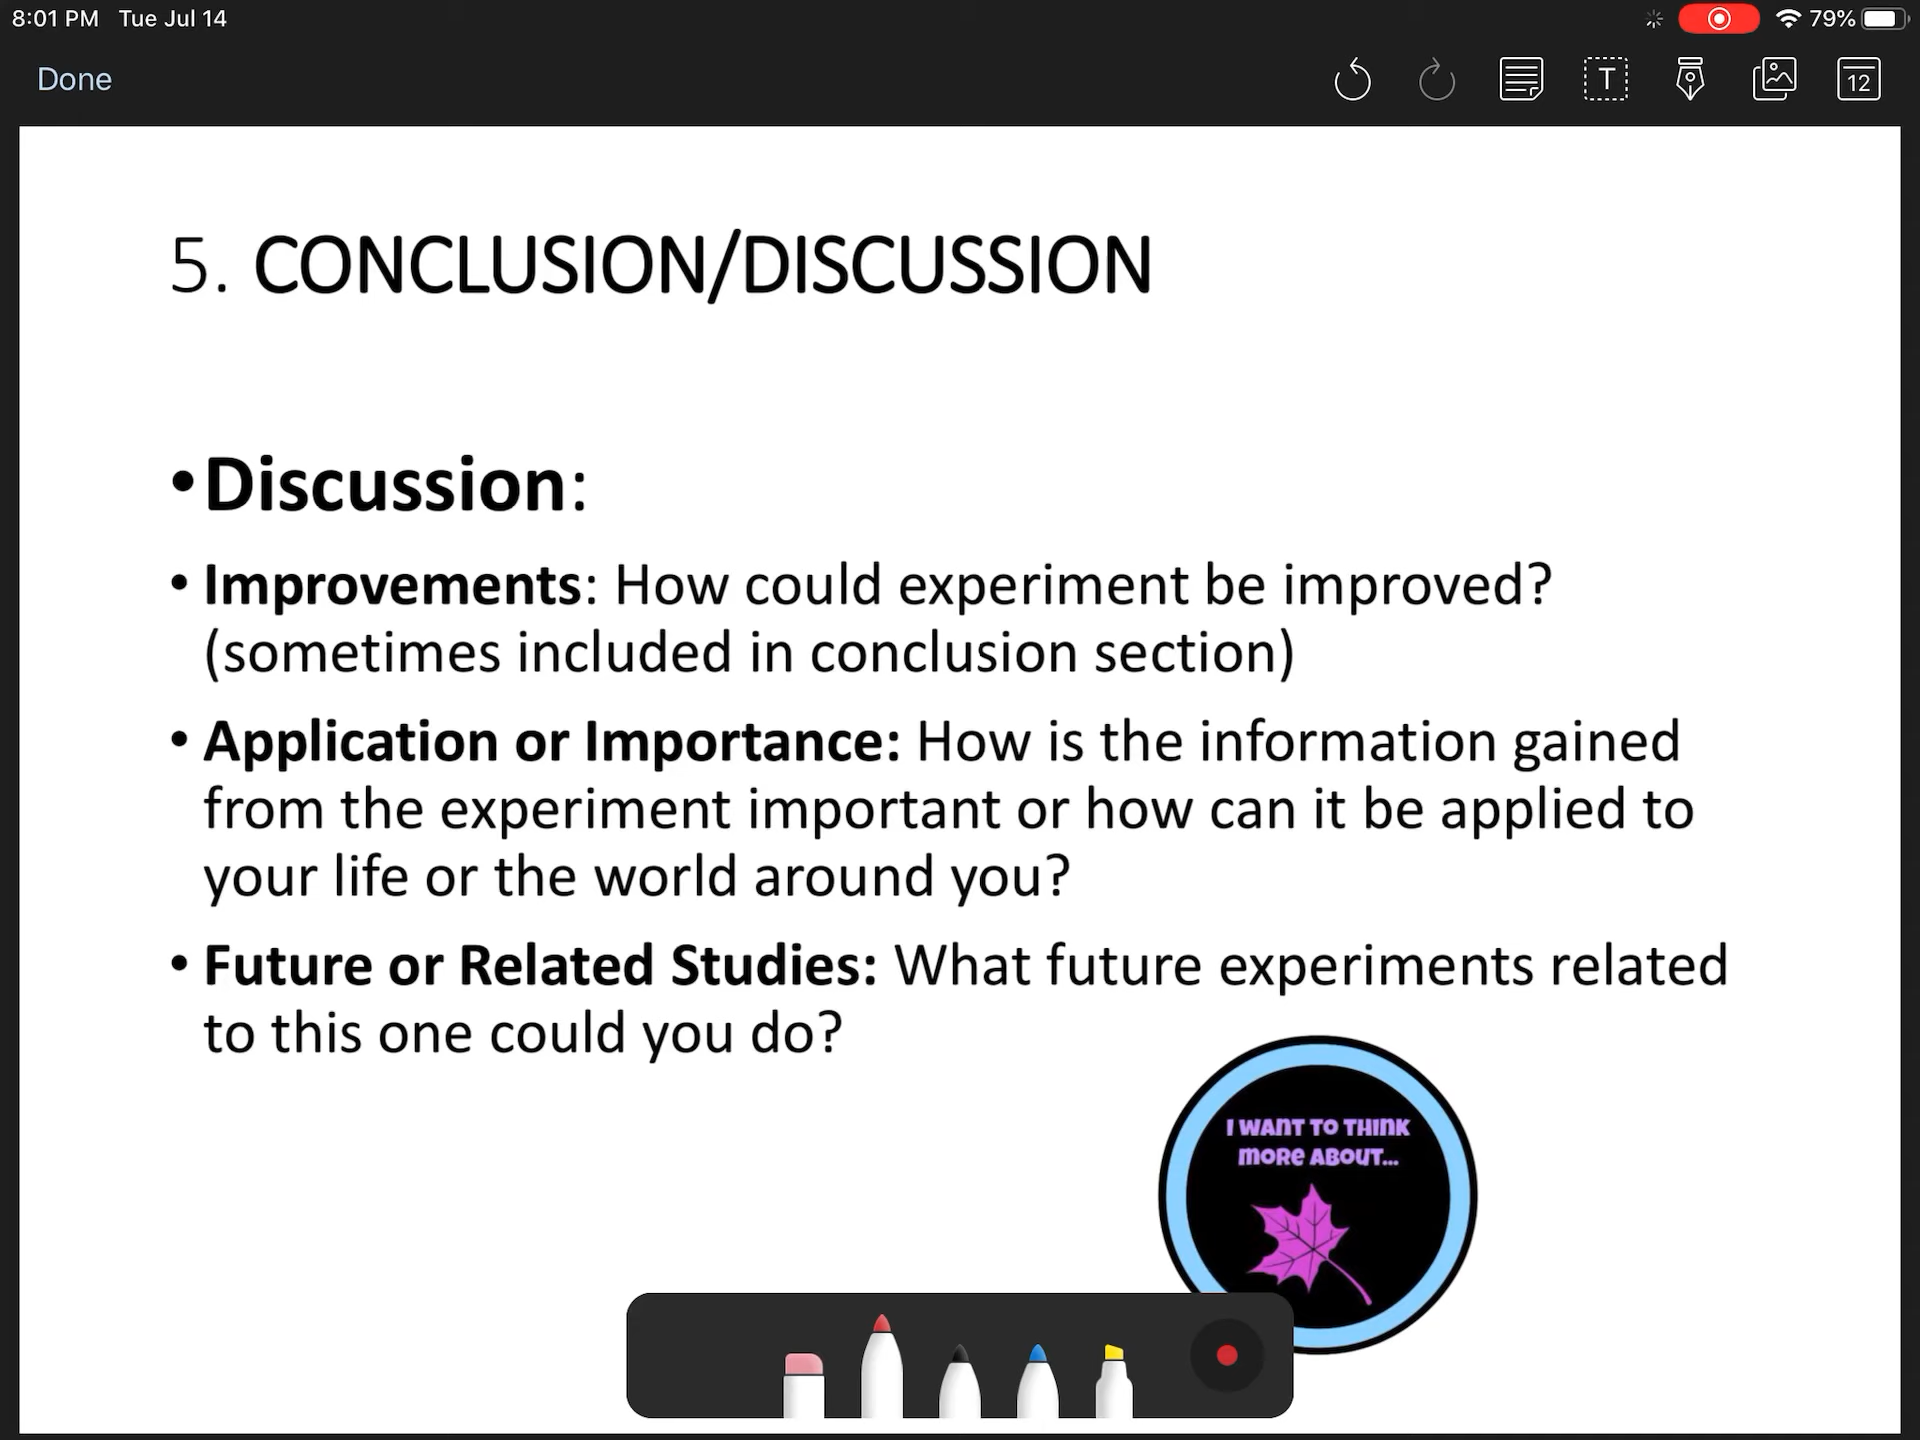 8:01 PM Tue Jul 14
79%
Done
T
12
5. CONCLUSION/DISCUSSION
•Discussion:
• Improvements: How could experiment be improved?
(sometimes included in conclusion section)
• Application or Importance: How is the information gained
from the experiment important or how can it be applied to
your life or the world around you?
• Future or Related Studies: What future experiments related
to this one could you do?
I WANT TO THINK
MORE ABOUT...